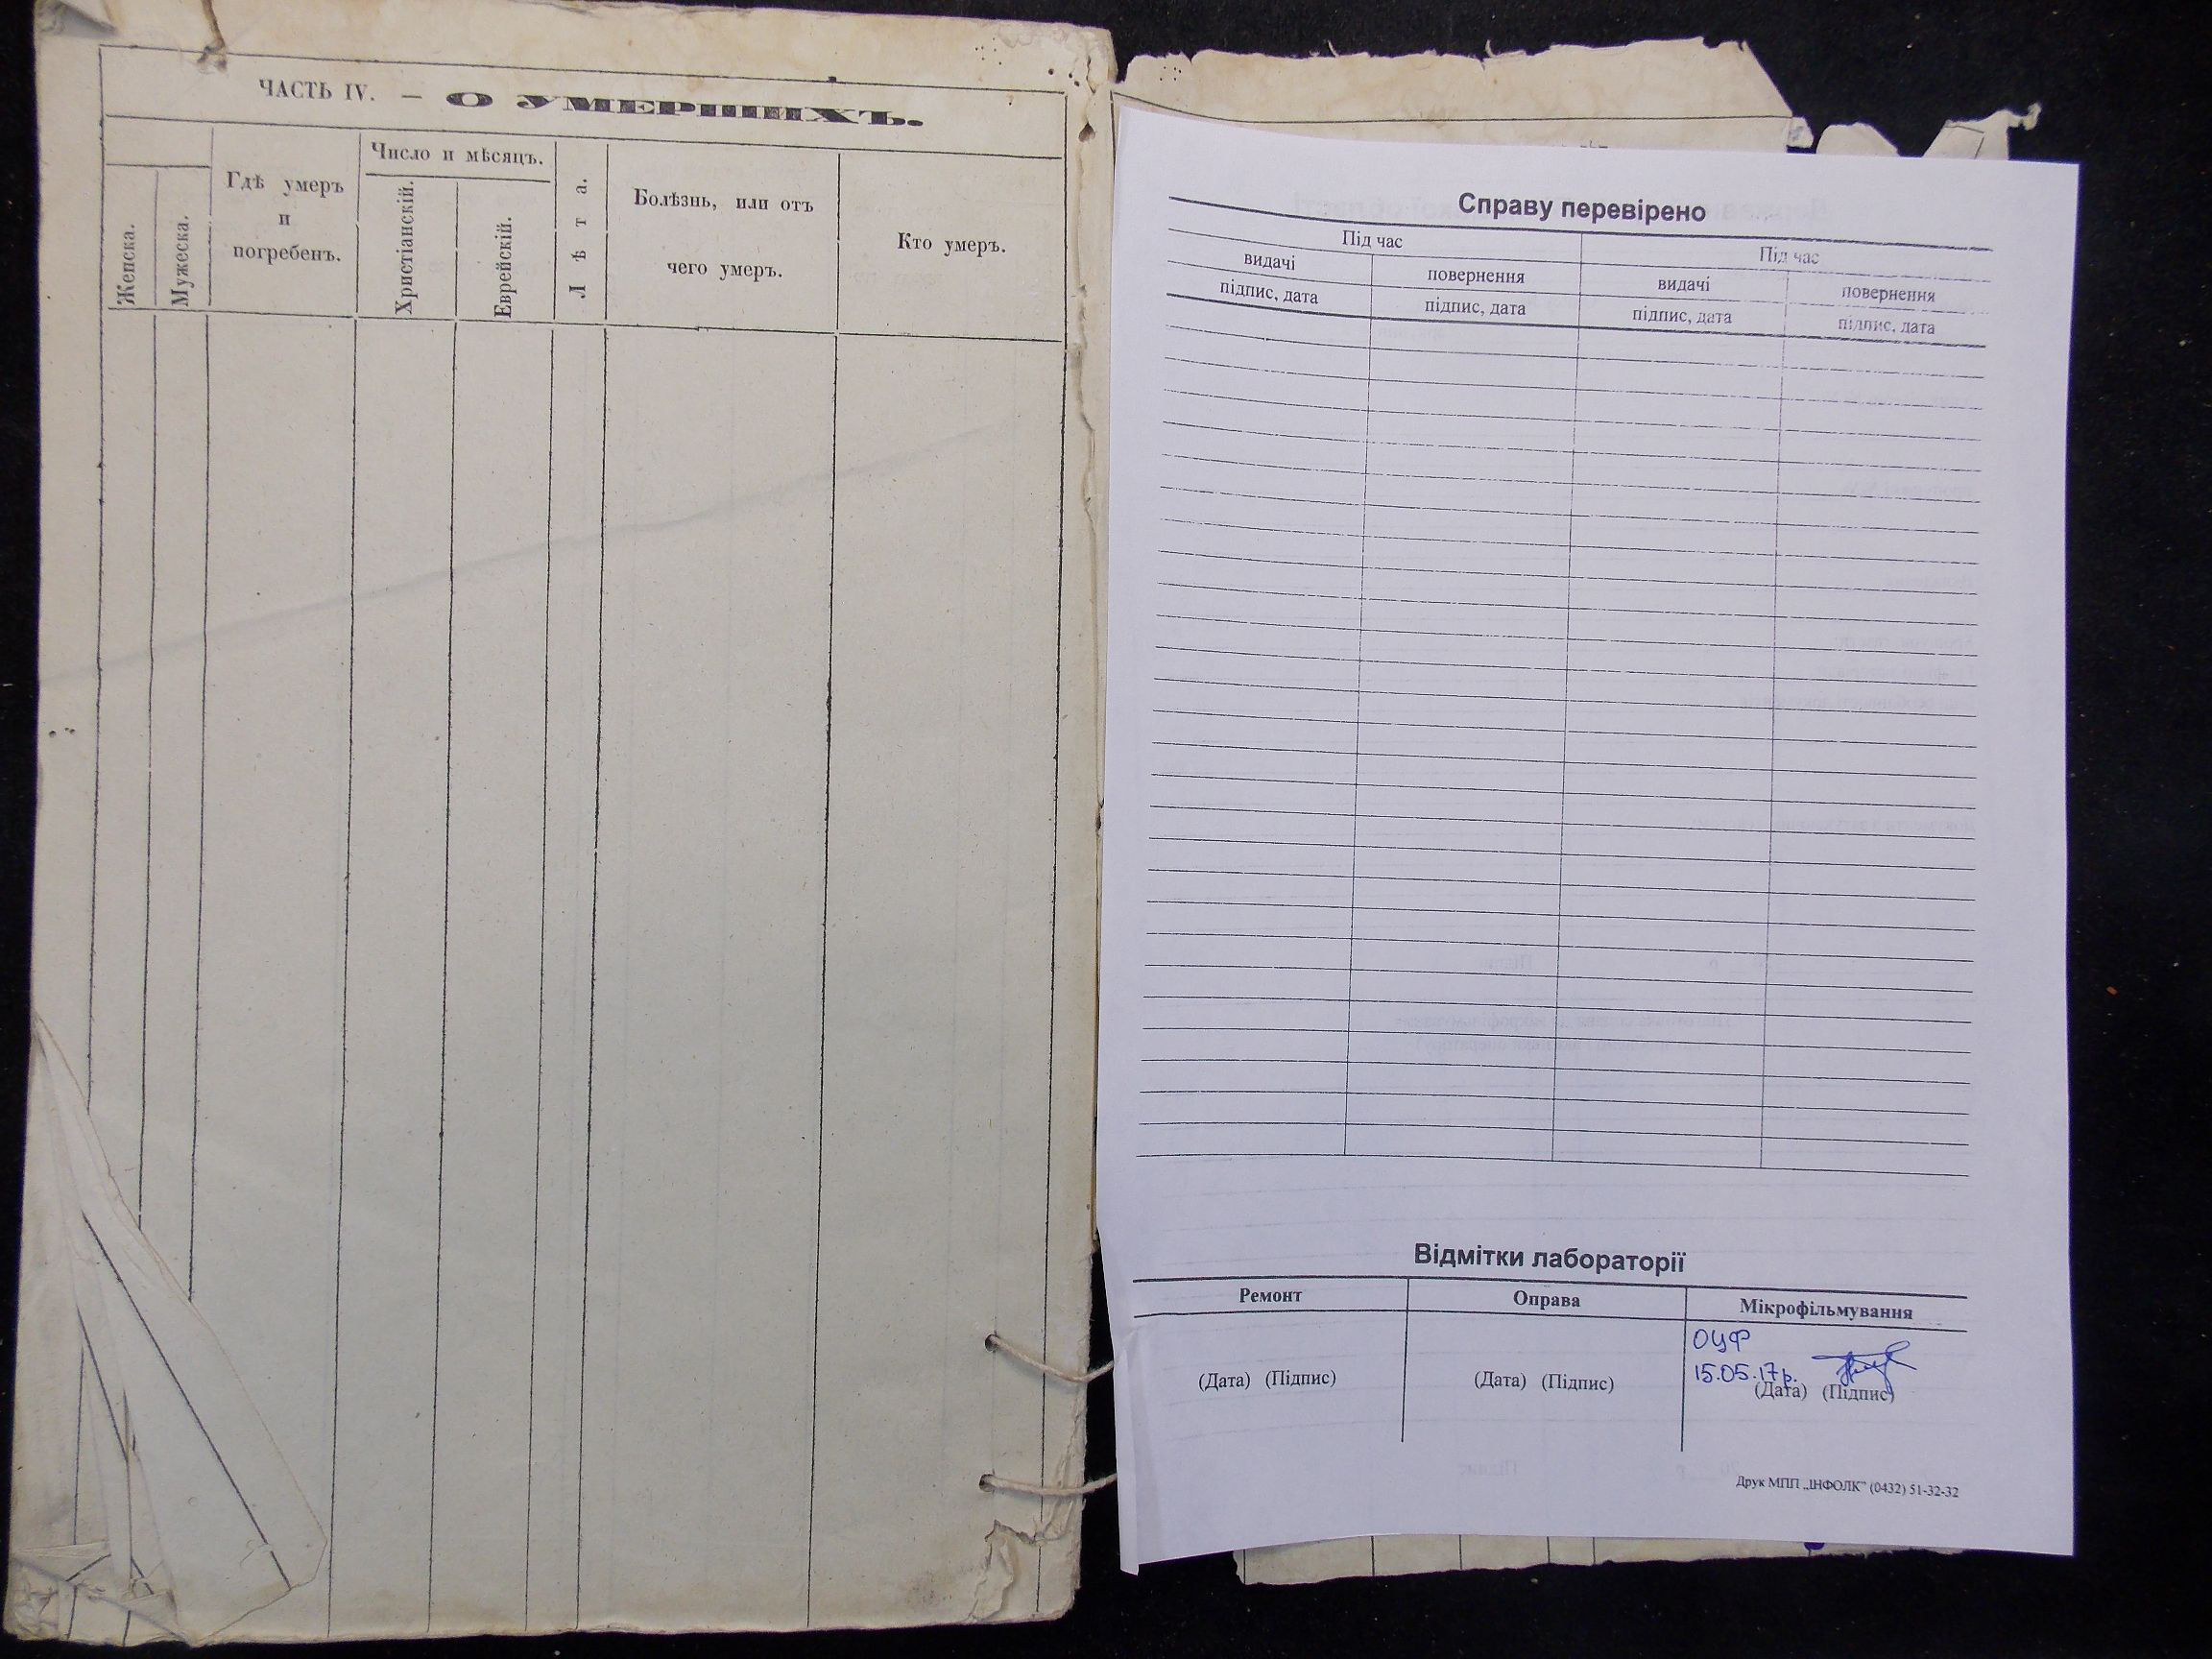 ЧАСТЬ IV. — О УМЕРШИХЪ.
Женска.
Мужеска.
Гдѣ умеръ
и
погребенъ.
Число и мѣсяцъ.
Христіанскій.
Еврейскій.
Лѣта.
Болѣзнь, или отъ
чего умеръ.
Кто умеръ.
Справу перевірено
Під час
Під час
видачі
повернення
видачі
повернення
підпис, дата
підпис, дата
підпис, дата
підпис, дата
Відмітки лабораторії
Ремонт
Оправа
Мікрофільмування
ОЦФ
15.05.17р.
(Дата) (Підпис)
(Дата) (Підпис)
(Дата) (Підпис)
Друк МПП „ІНФОЛК” (0432) 51-32-32